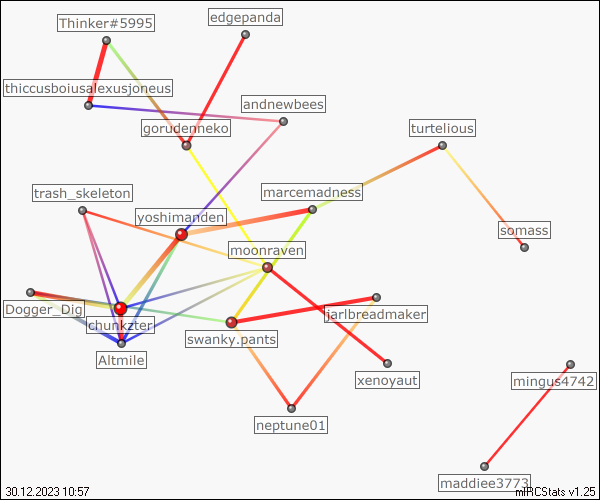 edgepanda
Thinker#5995
thiccusboiusalexusjoneus
andnewbees
gorudenneko
turtelious
trash_skeleton
marcemadness
yoshimanden
somass
moonraven
Dogger_Dig
jarlbreadmaker
chunkzter
swanky.pants
Altmile
xenoyaut
mingus4742
neptune01
maddiee3773
30.12.2023 10:57
mIRCStats v1.25